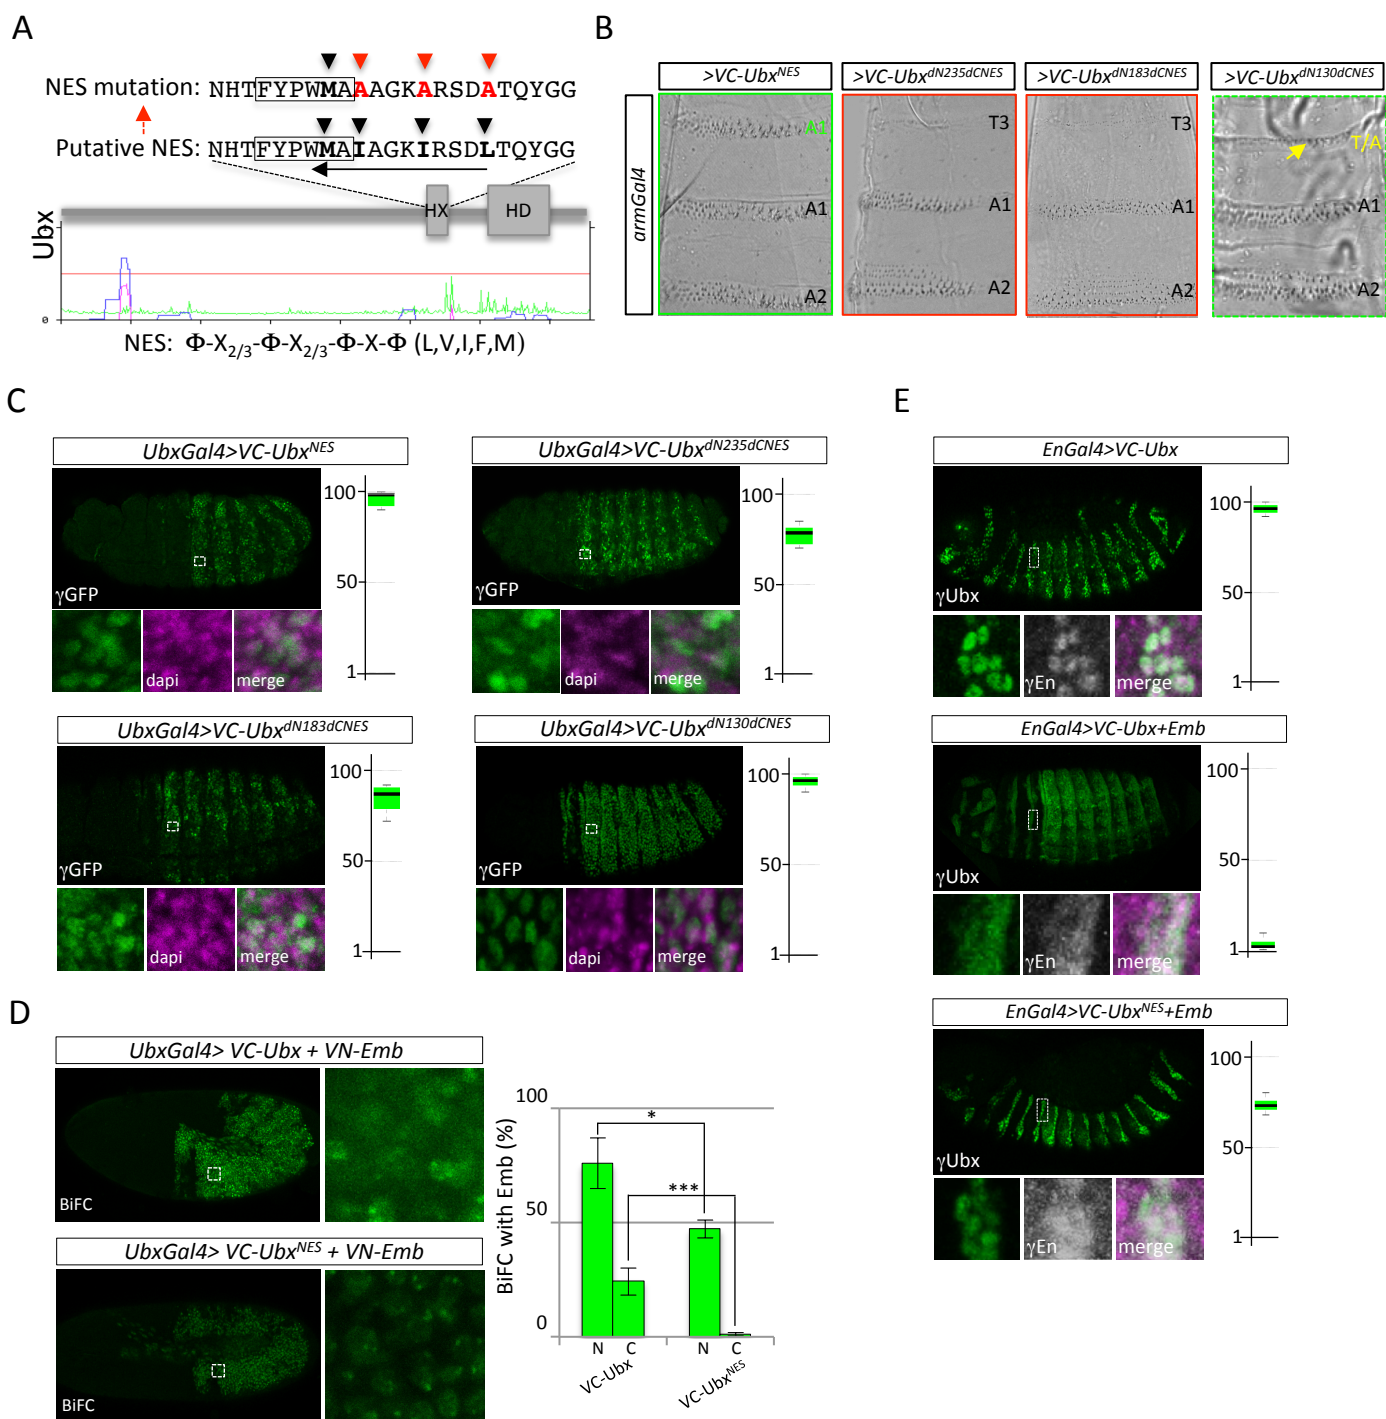 A
NES mutation: NHTFYPWMAAAGKARSDATQYGG
Putative NES: NHTFYPWMAIAGKIRSDLTQYGG
HX
HD
Ubx
0
NES: Φ-X2/3-Φ-X2/3-Φ-X-Φ (L,V,I,F,M)
B
>VC-UbxNES
>VC-UbxdN235dCNES
>VC-UbxdN183dCNES
>VC-UbxdN130dCNES
armGal4
A1
A1
A2
T3
A1
A2
T3
A1
A2
T/A
A1
A2
C
UbxGal4>VC-UbxNES
γGFP
dapi
merge
100
50
1
UbxGal4>VC-UbxdN235dCNES
γGFP
dapi
merge
100
50
1
UbxGal4>VC-UbxdN183dCNES
γGFP
dapi
merge
100
50
1
UbxGal4>VC-UbxdN130dCNES
γGFP
dapi
merge
100
50
1
D
UbxGal4> VC-Ubx + VN-Emb
BiFC
UbxGal4> VC-UbxNES + VN-Emb
BiFC
BiFC with Emb (%)
100
50
0
*
***
N C N C
VC-Ubx
VC-UbxNES
E
EnGal4>VC-Ubx
γUbx
γEn
merge
100
50
1
EnGal4>VC-Ubx+Emb
γUbx
γEn
merge
100
50
1
EnGal4>VC-UbxNES+Emb
γUbx
γEn
merge
100
50
1